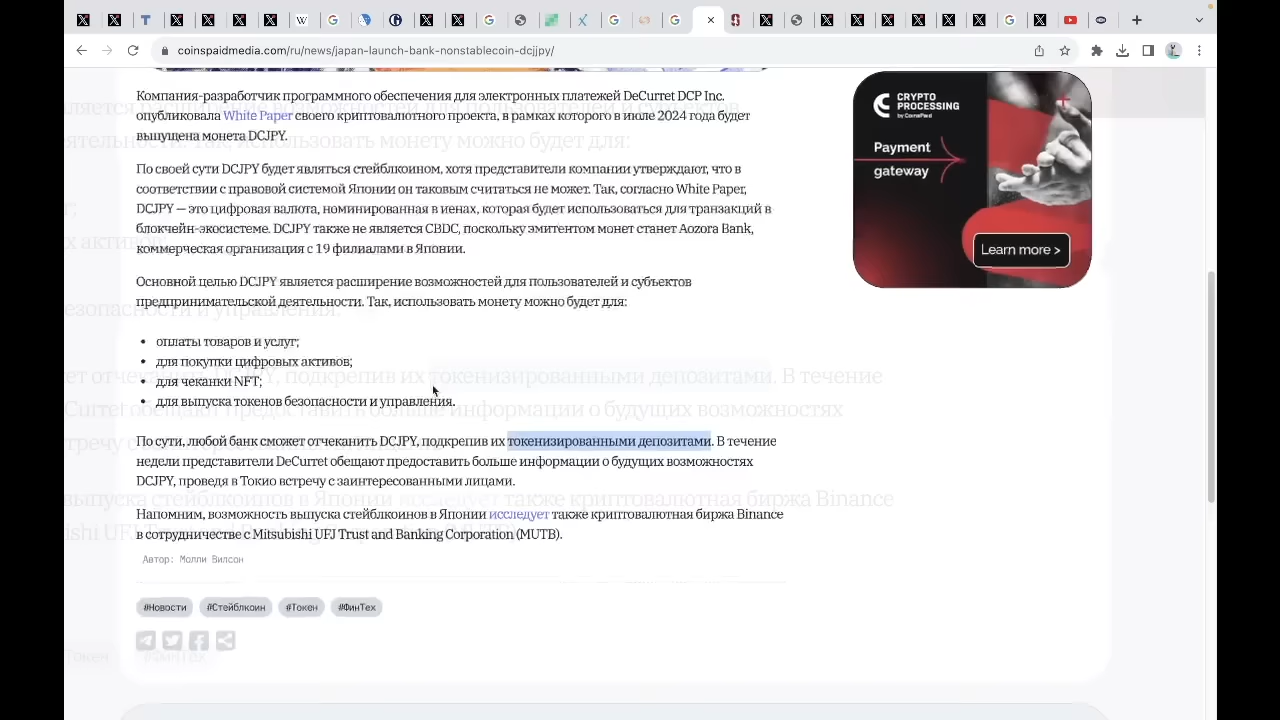 coinspaidmedia.com/ru/news/japan-launch-bank-nonstablecoin-dcjjpy/
Компания-разработчик программного обеспечения для электронных платежей DeCurret DCP Inc.
опубликовала White Paper своего криптовалютного проекта, в рамках которого в июле 2024 года будет
выпущена монета DCJPY.
По своей сути DCJPY будет являться стейблкоином, хотя представители компании утверждают, что в
соответствии с правовой системой Японии он таковым считаться не может. Так, согласно White Paper,
DCJPY — это цифровая валюта, номинированная в иенах, которая будет использоваться для транзакций в
блокчейн-экосистеме. DCJPY также не является CBDC, поскольку эмитентом монет станет Aozora Bank,
коммерческая организация с 19 филиалами в Японии.
Основной целью DCJPY является расширение возможностей для пользователей и субъектов
предпринимательской деятельности. Так, использовать монету можно будет для:
• оплаты товаров и услуг;
• для покупки цифровых активов;
• для чеканки NFT;
• для выпуска токенов безопасности и управления.
По сути, любой банк сможет отчеканить DCJPY, подкрепив их токенизированными депозитами. В течение
недели представители DeCurret обещают предоставить больше информации о будущих возможностях
DCJPY, проведя в Токио встречу с заинтересованными лицами.
Напомним, возможность выпуска стейблкоинов в Японии исследует также криптовалютная биржа Binance
в сотрудничестве с Mitsubishi UFJ Trust and Banking Corporation (MUTB).
Автор: Молли Вилсон
#Новости #Стейблкоин #Токен #ФинТех
CRYPTO
PROCESSING
by CoinsPaid
Payment
gateway
Learn more >